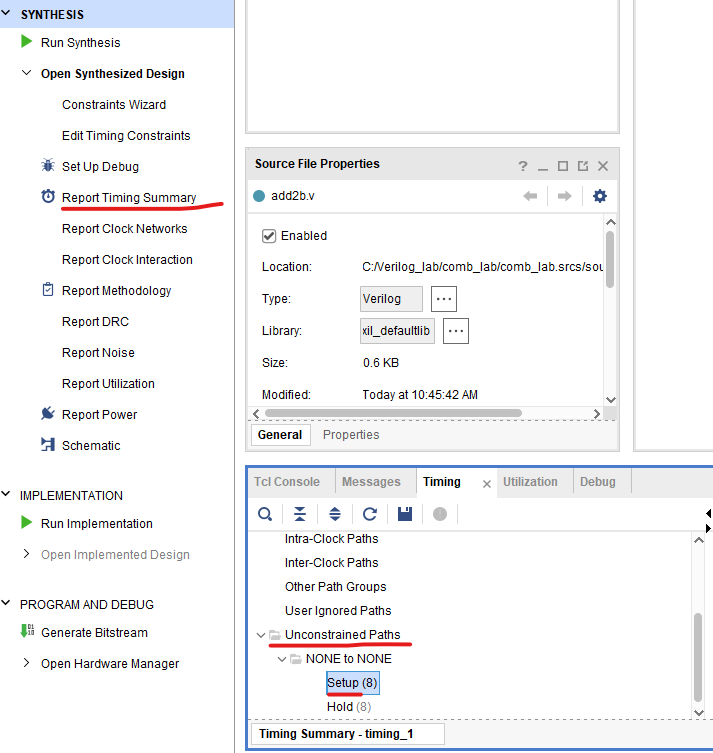 SYNTHESIS
Run Synthesis
Open Synthesized Design
Constraints Wizard
Edit Timing Constraints
Set Up Debug
Report Timing Summary
Report Clock Networks
Report Clock Interaction
Report Methodology
Report DRC
Report Noise
Report Utilization
Report Power
Schematic
IMPLEMENTATION
Run Implementation
Open Implemented Design
PROGRAM AND DEBUG
Generate Bitstream
Open Hardware Manager
Source File Properties
add2b.v
Enabled
Location: C:/Verilog_lab/comb_lab/comb_lab.srcs/sou
Type: Verilog ...
Library: xil_defaultlib ...
Size: 0.6 KB
Modified: Today at 10:45:42 AM
General Properties
Tcl Console Messages Timing Utilization Debug
Intra-Clock Paths
Inter-Clock Paths
Other Path Groups
User Ignored Paths
Unconstrained Paths
NONE to NONE
Setup (8)
Hold (8)
Timing Summary - timing_1